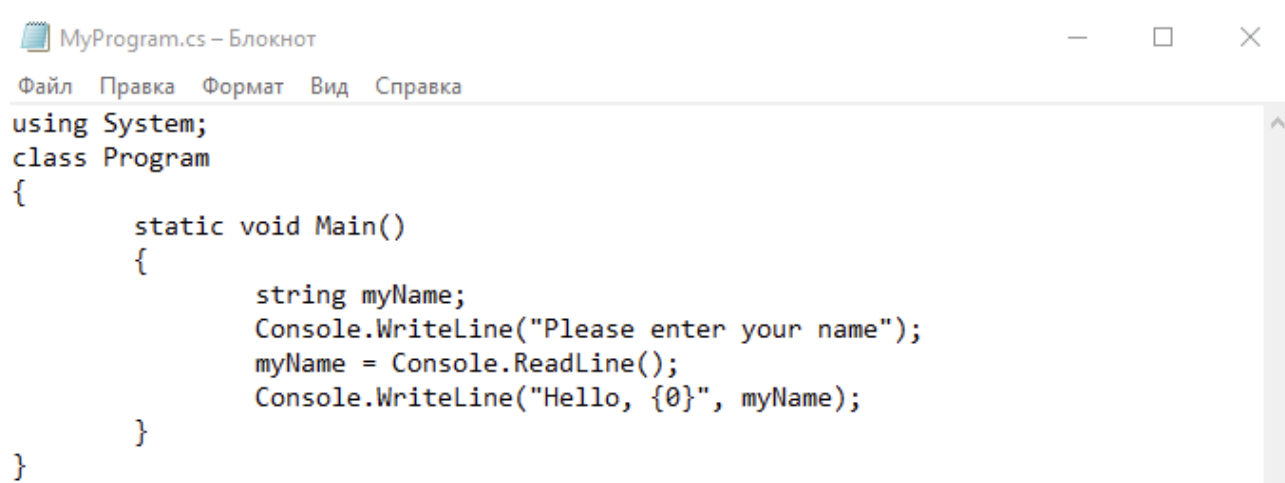 MyProgram.cs – Блокнот
Файл Правка Формат Вид Справка
using System;
class Program
{
        static void Main()
        {
                string myName;
                Console.WriteLine("Please enter your name");
                myName = Console.ReadLine();
                Console.WriteLine("Hello, {0}", myName);
        }
}